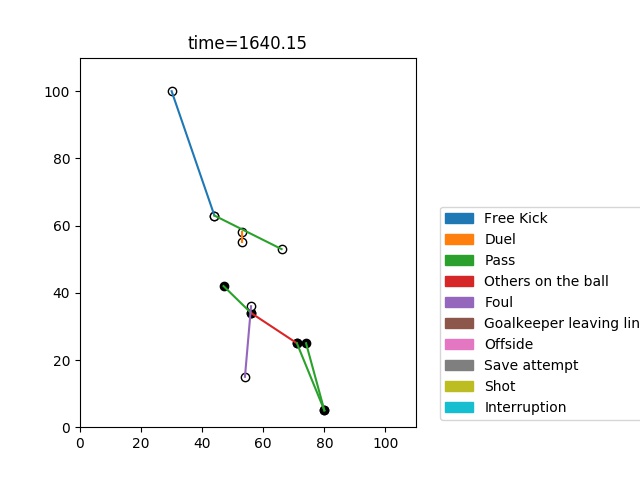 time=1640.15
100
80
60
40
20
0
0 20 40 60 80 100
Free Kick
Duel
Pass
Others on the ball
Foul
Goalkeeper leaving lin
Offside
Save attempt
Shot
Interruption